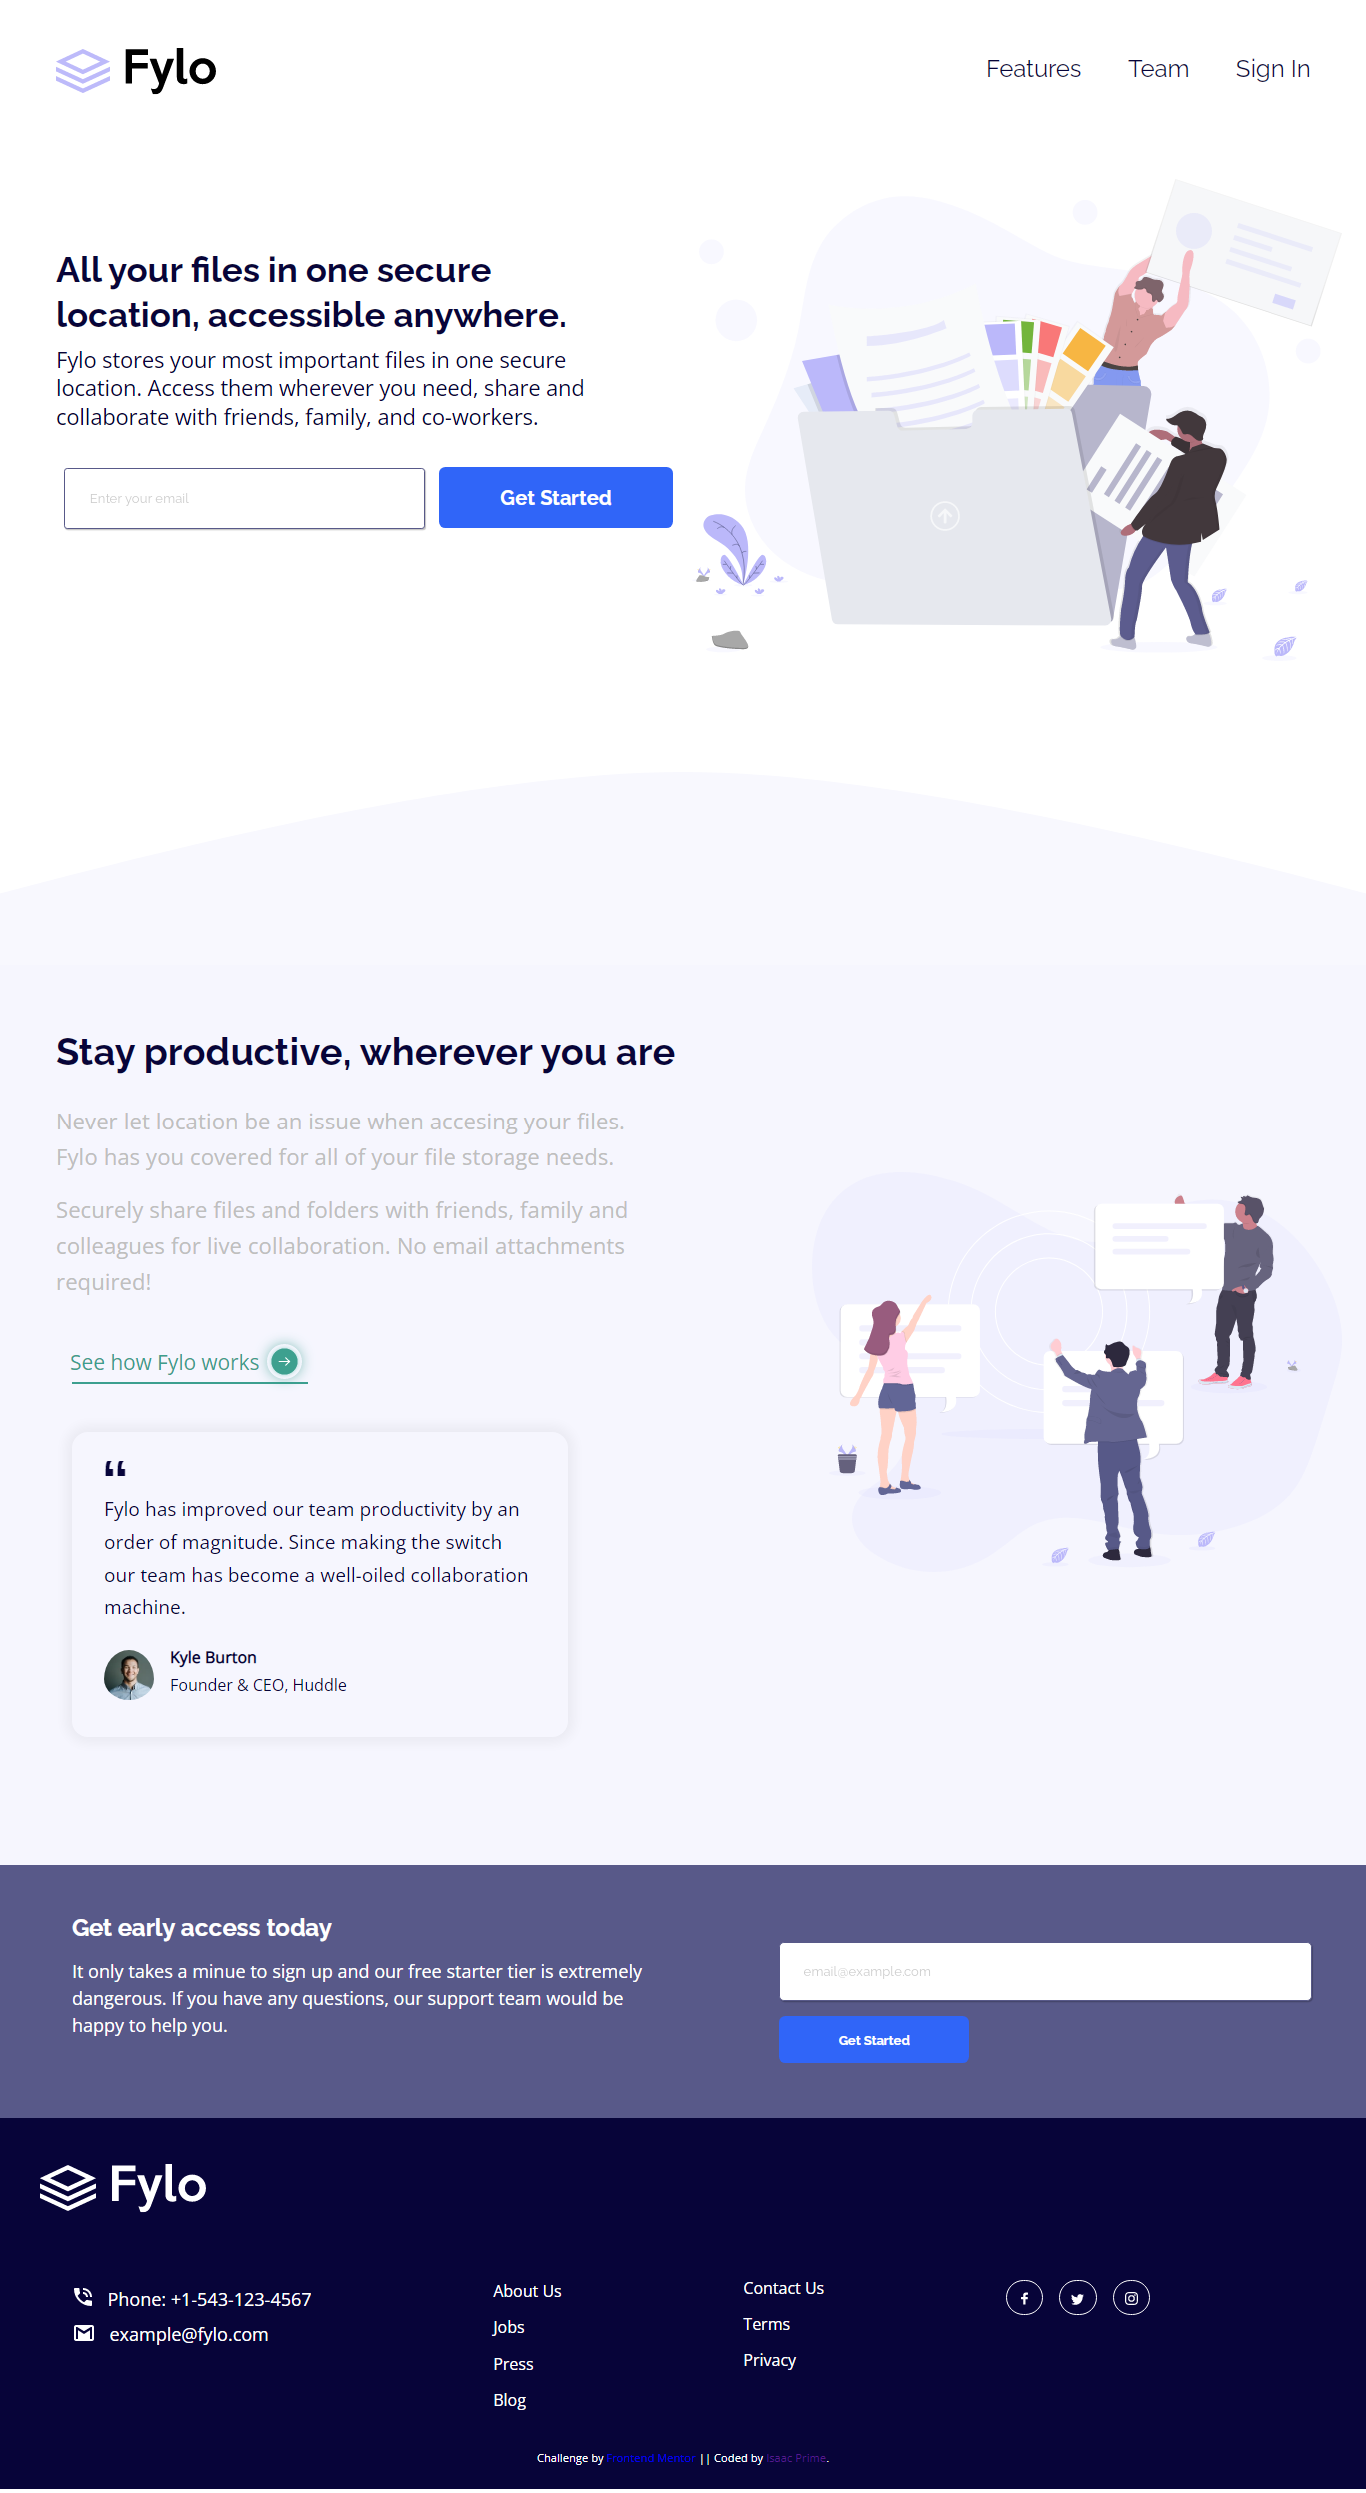 Fylo
Features Team Sign In
All your files in one secure
location, accessible anywhere.
Fylo stores your most important files in one secure
location. Access them wherever you need, share and
collaborate with friends, family, and co-workers.
Enter your email
Get Started
Stay productive, wherever you are
Never let location be an issue when accesing your files.
Fylo has you covered for all of your file storage needs.
Securely share files and folders with friends, family and
colleagues for live collaboration. No email attachments
required!
See how Fylo works
“
Fylo has improved our team productivity by an
order of magnitude. Since making the switch
our team has become a well-oiled collaboration
machine.
Kyle Burton
Founder & CEO, Huddle
Get early access today
It only takes a minue to sign up and our free starter tier is extremely
dangerous. If you have any questions, our support team would be
happy to help you.
email@example.com
Get Started
Fylo
Phone: +1-543-123-4567
example@fylo.com
About Us
Jobs
Press
Blog
Contact Us
Terms
Privacy
Challenge by Frontend Mentor || Coded by Isaac Prime.